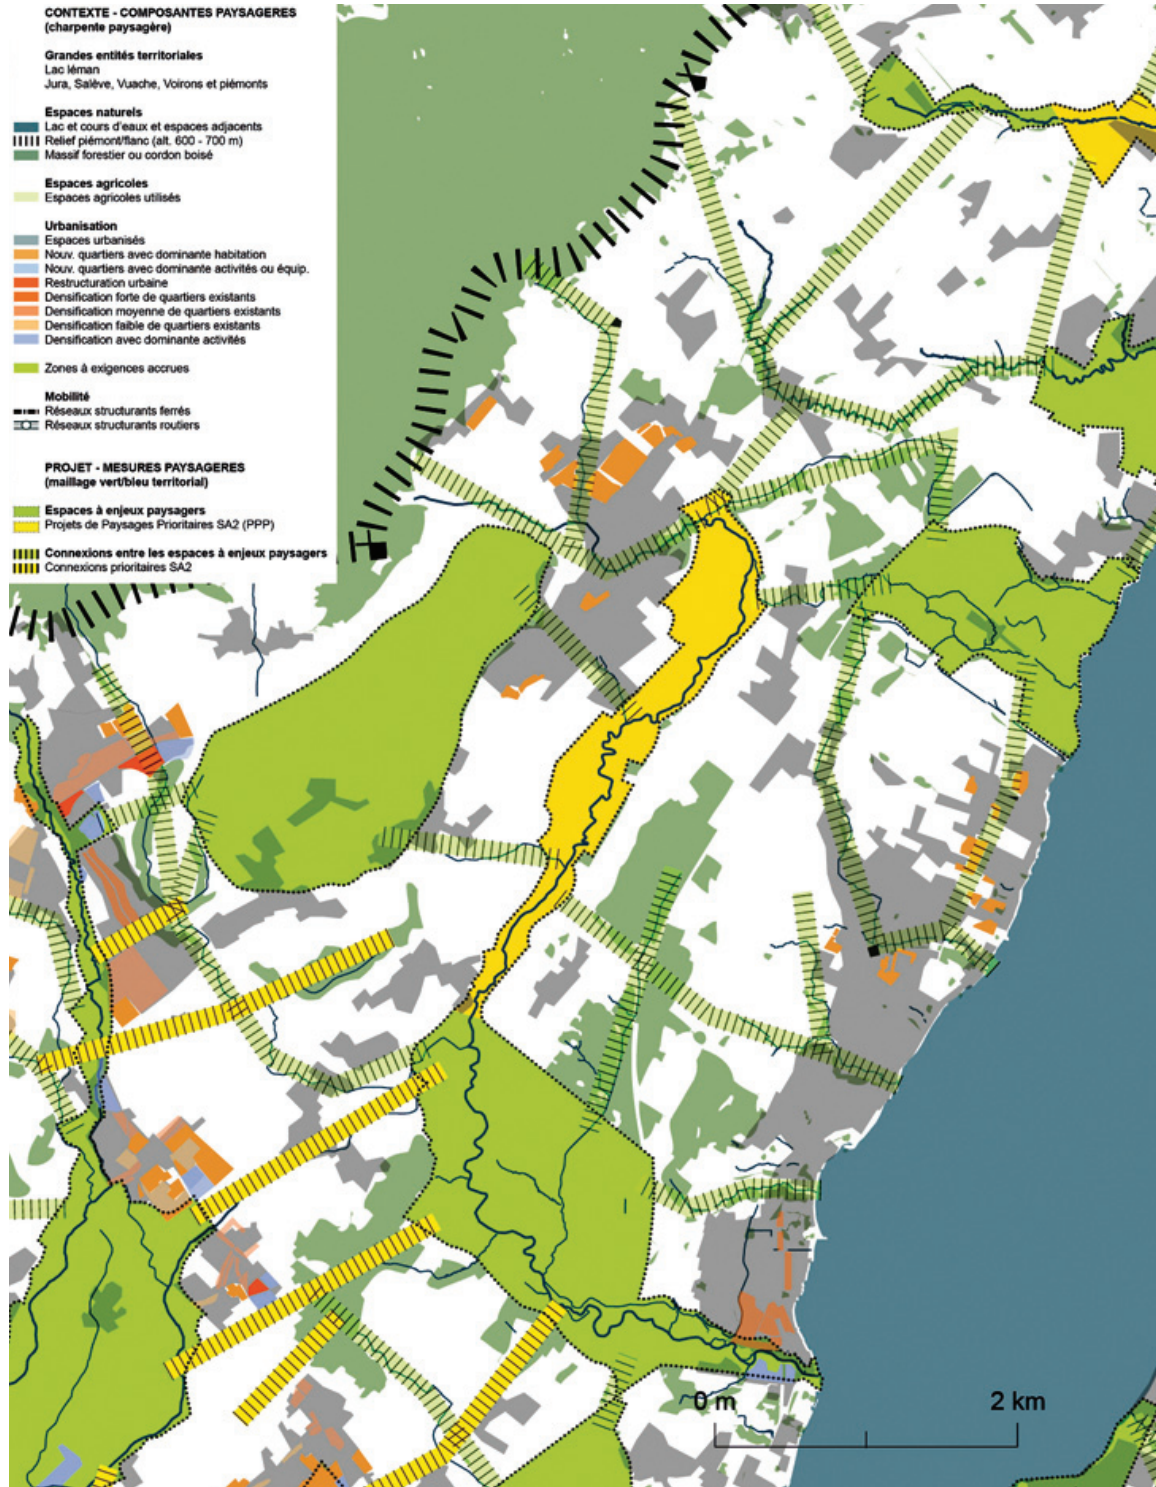 CONTEXTE - COMPOSANTES PAYSAGERES
(charpente paysagère)
Grandes entités territoriales
Lac léman
Jura, Salève, Vuache, Voirons et piémonts
Espaces naturels
Lac et cours d'eaux et espaces adjacents
Relief piémont/flanc (alt. 600 - 700 m)
Massif forestier ou cordon boisé
Espaces agricoles
Espaces agricoles utilisés
Urbanisation
Espaces urbanisés
Nouv. quartiers avec dominante habitation
Nouv. quartiers avec dominante activités ou équip.
Restructuration urbaine
Densification forte de quartiers existants
Densification moyenne de quartiers existants
Densification faible de quartiers existants
Densification avec dominante activités
Zones à exigences accrues
Mobilité
Réseaux structurants ferrés
Réseaux structurants routiers
PROJET - MESURES PAYSAGERES
(maillage vert/bleu territorial)
Espaces à enjeux paysagers
Projets de Paysages Prioritaires SA2 (PPP)
Connexions entre les espaces à enjeux paysagers
Connexions prioritaires SA2
0 m 2 km